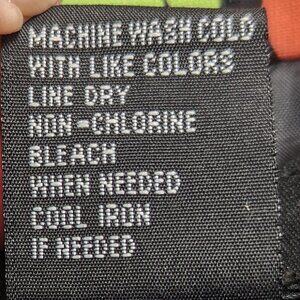 MACHINE WASH COLD
WITH LIKE COLORS
LINE DRY
NON-CHLORINE
BLEACH
WHEN NEEDED
COOL IRON
IF NEEDED